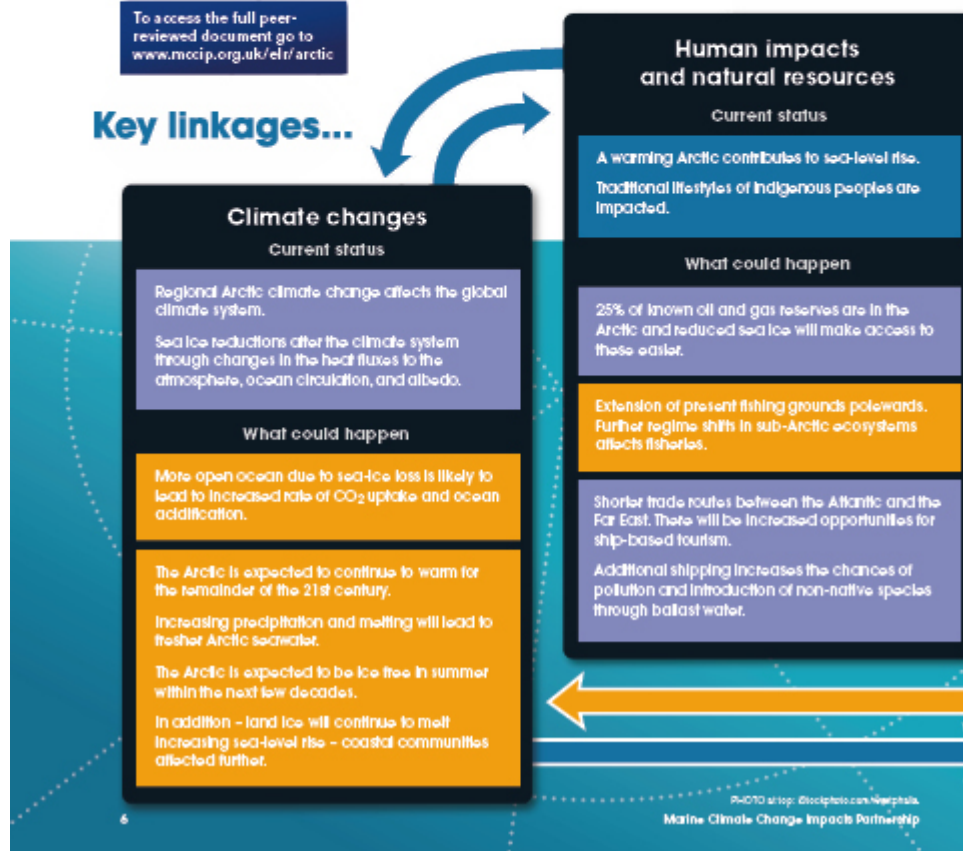 To access the full peer-
reviewed document go to
www.mccip.org.uk/elr/arctic
Key linkages...
Climate changes
Current status
Regional Arctic climate change affects the global
climate system.
Sea ice reductions alter the climate system
through changes in the heat fluxes to the
atmosphere, ocean circulation, and albedo.
What could happen
More open ocean due to sea-ice loss is likely to
lead to increased rate of CO₂ uptake and ocean
acidification.
The Arctic is expected to continue to warm for
the remainder of the 21st century.
Increasing precipitation and melting will lead to
fresher Arctic seawater.
The Arctic is expected to be ice free in summer
within the next few decades.
In addition – land ice will continue to melt
increasing sea-level rise – coastal communities
affected further.
Human impacts
and natural resources
Current status
A warming Arctic contributes to sea-level rise.
Traditional lifestyles of indigenous peoples are
impacted.
What could happen
25% of known oil and gas reserves are in the
Arctic and reduced sea ice will make access to
these easier.
Extension of present fishing grounds polewards.
Further regime shifts in sub-Arctic ecosystems
affects fisheries.
Shorter trade routes between the Atlantic and the
Far East. There will be increased opportunities for
ship-based tourism.
Additional shipping increases the chances of
pollution and introduction of non-native species
through ballast water.
PHOTO at top:
6
Marine Climate Change Impacts Partnership